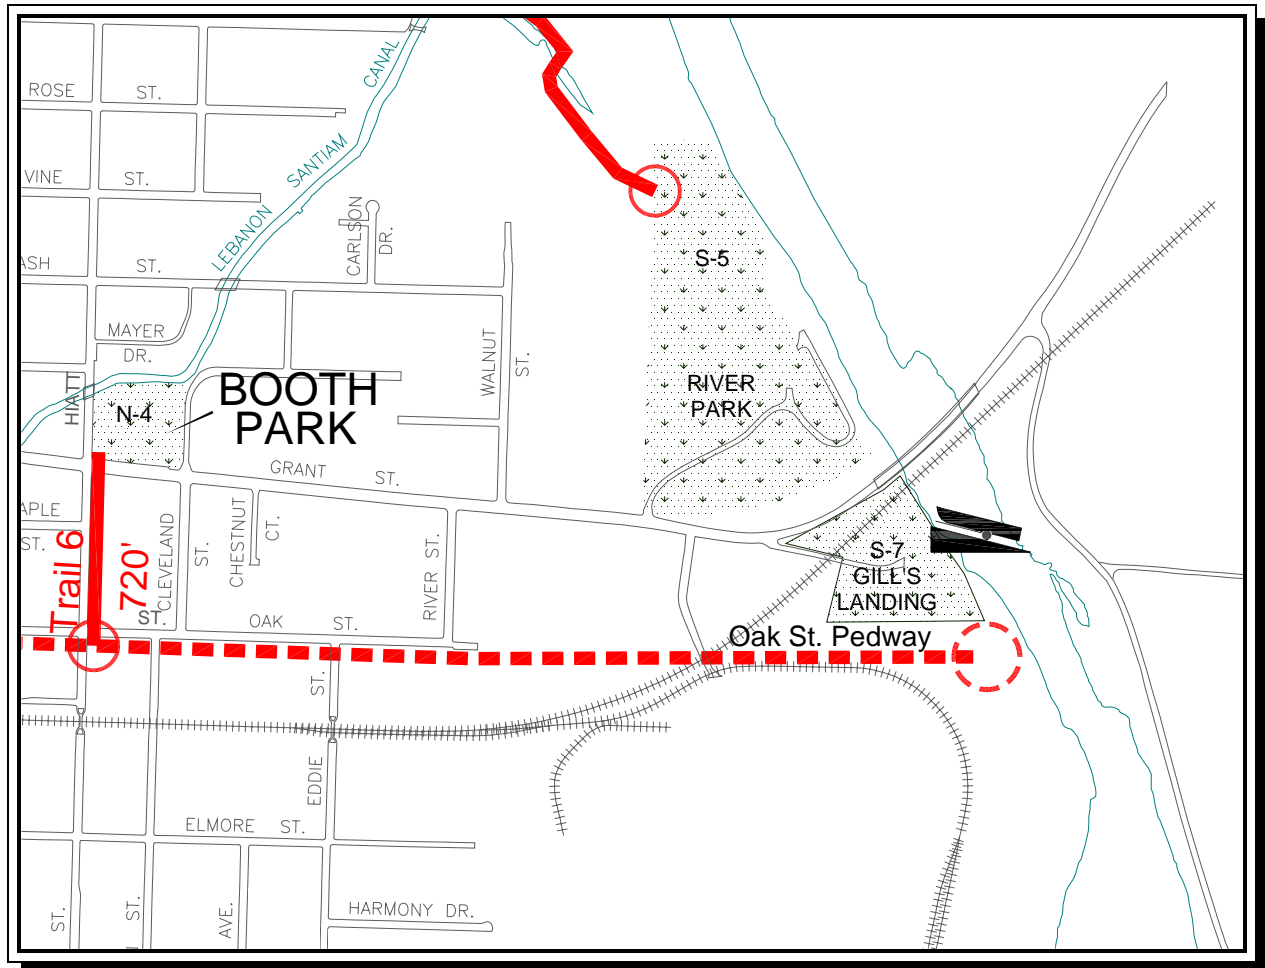 CANAL
ROSE ST.
SANTIAM
VINE ST.
LEBANON
CARLSON
DR.
ASH ST.
S-5
MAYER
DR.
WALNUT
ST.
HIATT
BOOTH
PARK
N-4
RIVER
PARK
GRANT ST.
APLE
ST.
CLEVELAND
ST.
CHESTNUT
CT.
RIVER ST.
Trail 6
720'
S-7
GILL'S
LANDING
ST.
OAK ST.
Oak St. Pedway
ST.
EDDIE
ELMORE ST.
HARMONY DR.
ST.
ST.
AVE.